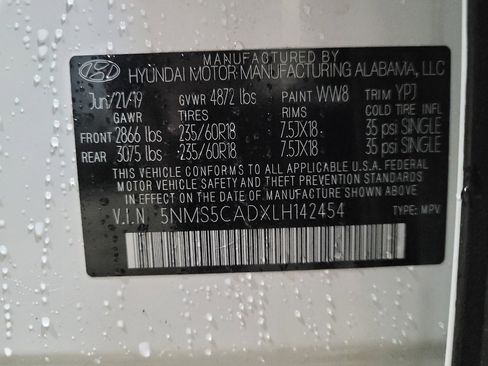 MANUFACTURED BY
HYUNDAI MOTOR MANUFACTURING ALABAMA, LLC
Jun/21/19 GVWR 4872 lbs PAINT WW8 TRIM YPJ
GAWR TIRES RIMS COLD TIRE INFL
FRONT 2866 lbs 235/60R18 7.5JX18 35 psi SINGLE
REAR 3075 lbs 235/60R18 7.5JX18 35 psi SINGLE
THIS VEHICLE CONFORMS TO ALL APPLICABLE U.S.A. FEDERAL
MOTOR VEHICLE SAFETY AND THEFT PREVENTION STANDARDS
IN EFFECT ON THE DATE OF MANUFACTURE SHOWN ABOVE.
V.I.N 5NMS5CADXLH142454 TYPE: MPV